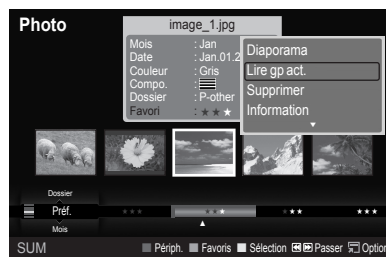 Photo
image_1.jpg
Mois : Jan
Date : Jan.01.2
Couleur : Gris
Compo. :
Dossier : P-other
Favori : ★ ★ ★
Diaporama
Lire gp act.
Supprimer
Information
Dossier
Préf. ★★★ ★★★ ★★ ★★★
Mois
SUM Périph. Favoris Sélection Passer Option